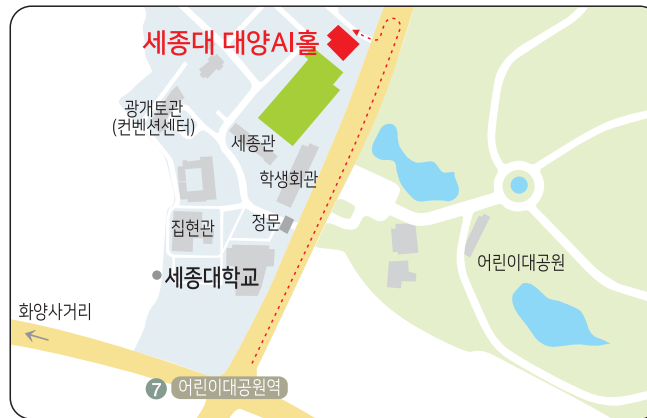 세종대 대양AI홀
광개토관
(컨벤션센터)
세종관
학생회관
집현관
정문
어린이대공원
세종대학교
화양사거리
7 어린이대공원역